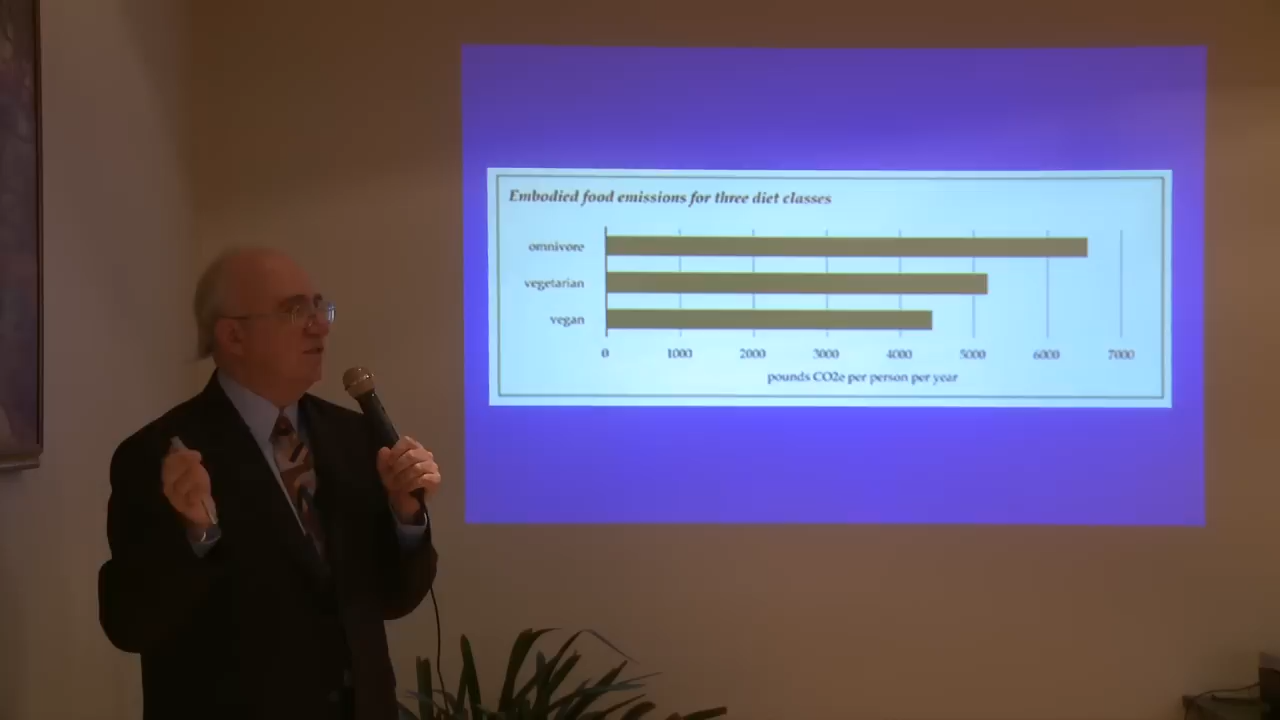 Embodied food emissions for three diet classes
omnivore
vegetarian
vegan
0 1000 2000 3000 4000 5000 6000 7000
pounds CO2e per person per year